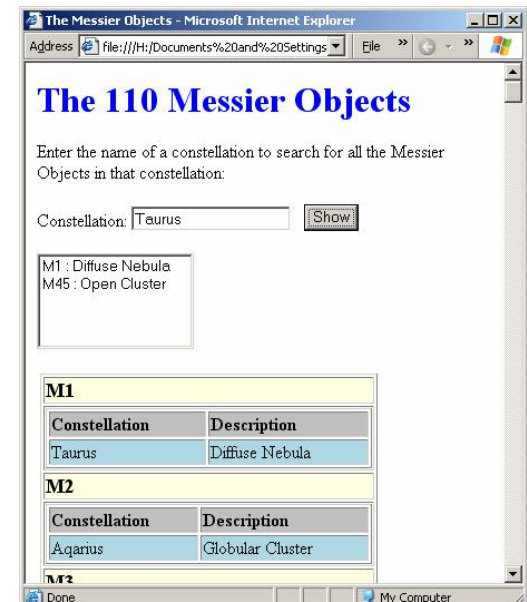 The Messier Objects - Microsoft Internet Explorer
Address file:///H:/Documents%20and%20Settings File » »
The 110 Messier Objects
Enter the name of a constellation to search for all the Messier
Objects in that constellation:
Constellation: Taurus Show
M1 : Diffuse Nebula
M45 : Open Cluster
M1
Constellation Description
Taurus Diffuse Nebula
M2
Constellation Description
Aqarius Globular Cluster
M3
Done My Computer